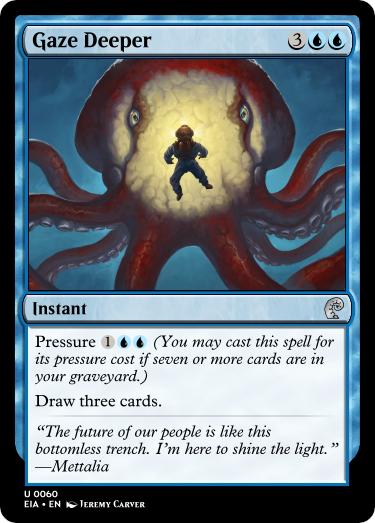 Gaze Deeper 3
Instant
Pressure 1 (You may cast this spell for
its pressure cost if seven or more cards are in
your graveyard.)
Draw three cards.
“The future of our people is like this
bottomless trench. I’m here to shine the light.”
—Mettalia
U 0060
EIA • EN Jeremy Carver